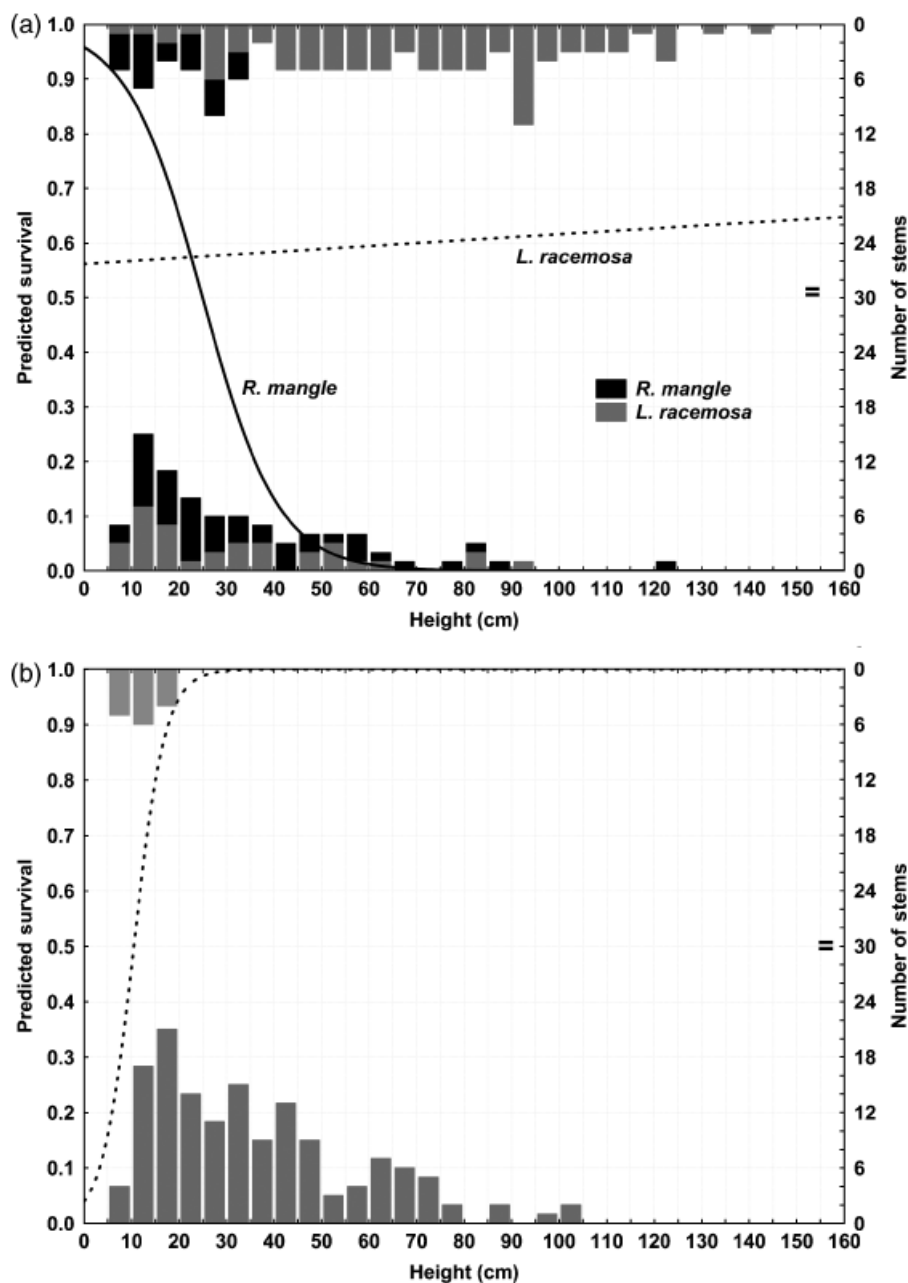 (a)
1.0 0
0.9 6
0.8 12
0.7 18
0.6 24
0.5 30
0.4 24
0.3 18
0.2 12
0.1 6
0.0 0
Predicted survival
Number of stems
L. racemosa
R. mangle
R. mangle
L. racemosa
0 10 20 30 40 50 60 70 80 90 100 110 120 130 140 150 160
Height (cm)
(b)
1.0 0
0.9 6
0.8 12
0.7 18
0.6 24
0.5 30
0.4 24
0.3 18
0.2 12
0.1 6
0.0 0
Predicted survival
Number of stems
0 10 20 30 40 50 60 70 80 90 100 110 120 130 140 150 160
Height (cm)